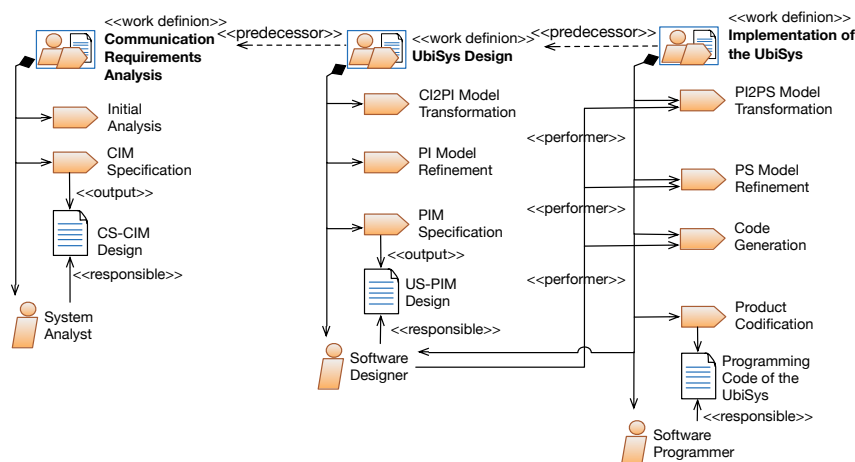 <<work definion>>
Communication
Requirements
Analysis
<<predecessor>>
Initial
Analysis
CIM
Specification
<<output>>
CS-CIM
Design
<<responsible>>
System
Analyst
<<work definion>>
UbiSys Design
<<predecessor>>
CI2PI Model
Transformation
PI Model
Refinement
PIM
Specification
<<output>>
US-PIM
Design
<<responsible>>
Software
Designer
<<work definion>>
Implementation of
the UbiSys
PI2PS Model
Transformation
<<performer>>
PS Model
Refinement
<<performer>>
Code
Generation
<<performer>>
Product
Codification
Programming
Code of the
UbiSys
<<responsible>>
Software
Programmer